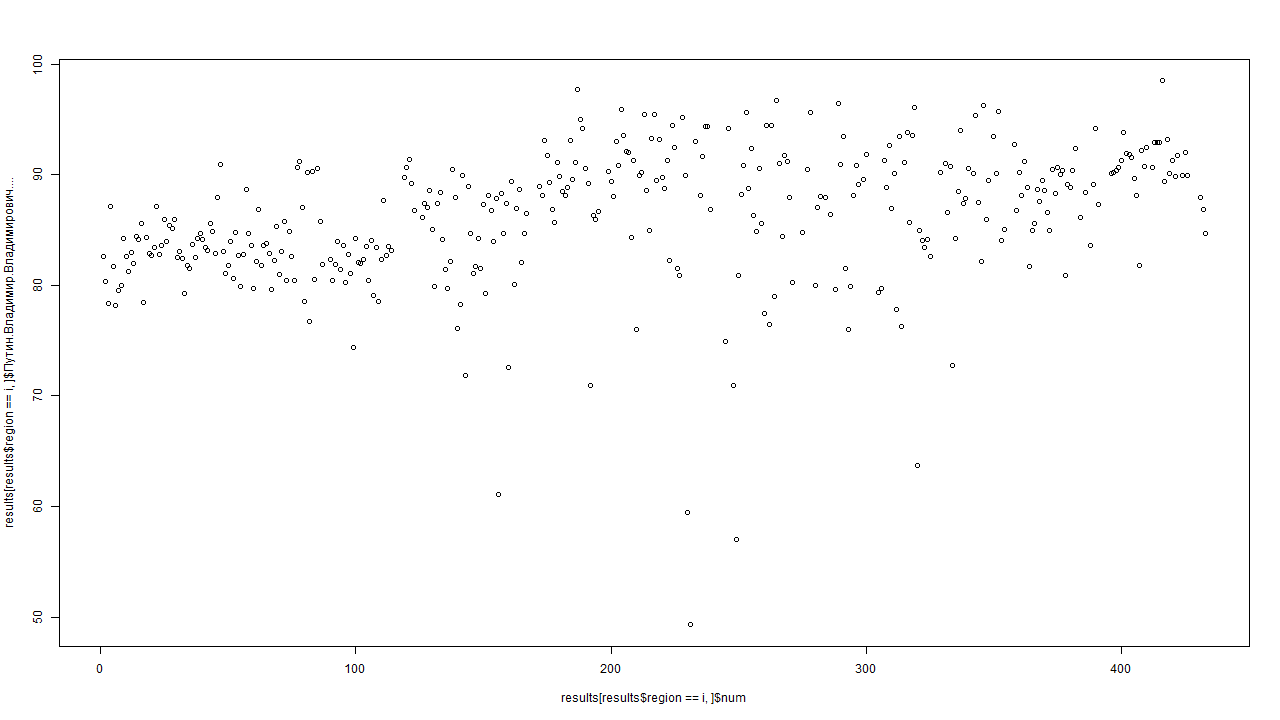 results[results$region == i, ]$Путин.Владимир.Владимирович....
100
90
80
70
60
50
0 100 200 300 400
results[results$region == i, ]$num